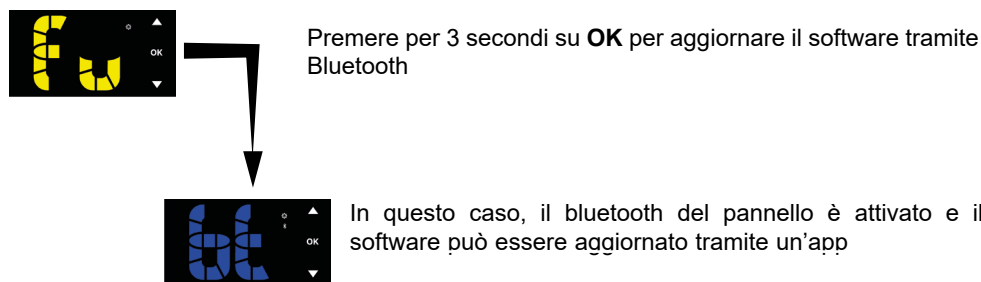 Fu
OK
Premere per 3 secondi su OK per aggiornare il software tramite
Bluetooth
bt
OK
In questo caso, il bluetooth del pannello è attivato e il
software può essere aggiornato tramite un’app